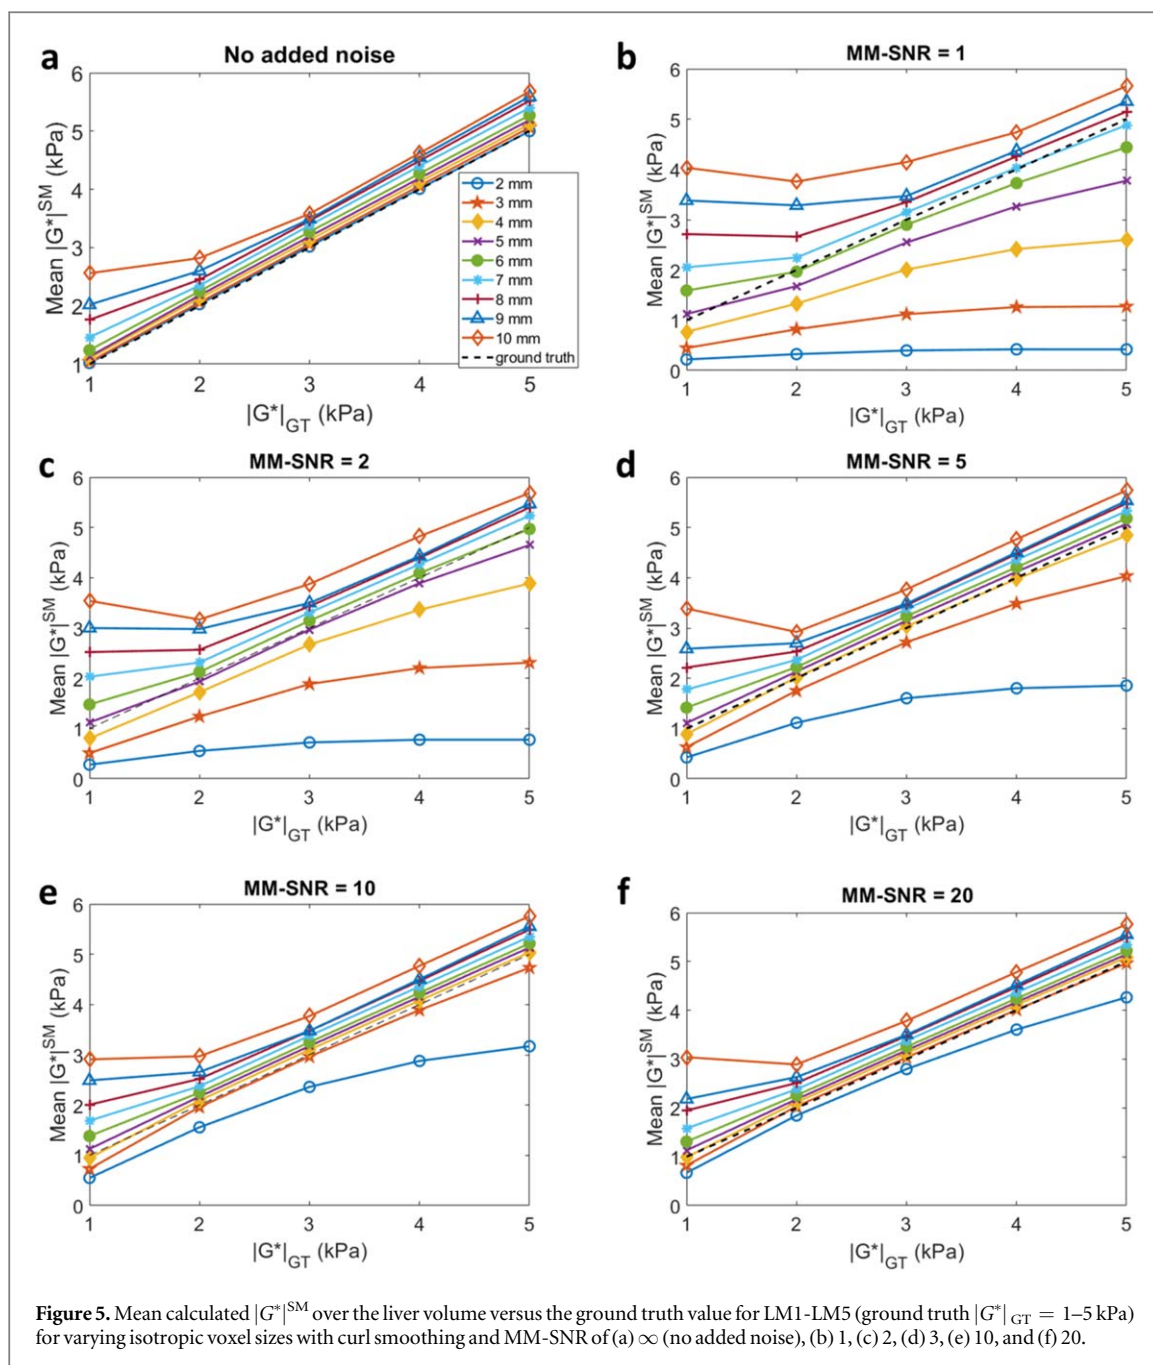 a
No added noise
Mean |G*|^SM (kPa)
6
5
4
3
2
1
1 2 3 4 5
|G*|_GT (kPa)
2 mm
3 mm
4 mm
5 mm
6 mm
7 mm
8 mm
9 mm
10 mm
ground truth
b
MM-SNR = 1
Mean |G*|^SM (kPa)
6
5
4
3
2
1
0
1 2 3 4 5
|G*|_GT (kPa)
c
MM-SNR = 2
Mean |G*|^SM (kPa)
6
5
4
3
2
1
0
1 2 3 4 5
|G*|_GT (kPa)
d
MM-SNR = 5
Mean |G*|^SM (kPa)
6
5
4
3
2
1
0
1 2 3 4 5
|G*|_GT (kPa)
e
MM-SNR = 10
Mean |G*|^SM (kPa)
6
5
4
3
2
1
0
1 2 3 4 5
|G*|_GT (kPa)
f
MM-SNR = 20
Mean |G*|^SM (kPa)
6
5
4
3
2
1
0
1 2 3 4 5
|G*|_GT (kPa)
Figure 5. Mean calculated |G*|^SM over the liver volume versus the ground truth value for LM1-LM5 (ground truth |G*|_GT = 1–5 kPa)
for varying isotropic voxel sizes with curl smoothing and MM-SNR of (a) ∞ (no added noise), (b) 1, (c) 2, (d) 3, (e) 10, and (f) 20.